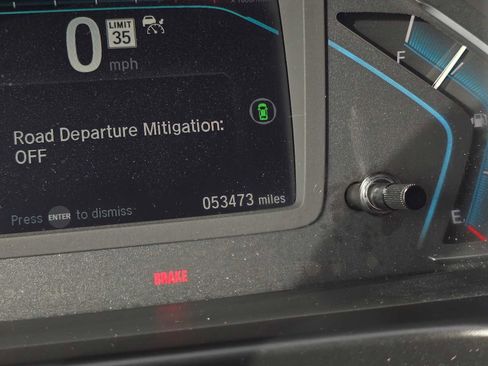 0
LIMIT
35
mph
Road Departure Mitigation:
OFF
Press ENTER to dismiss
053473 miles
F
E
BRAKE